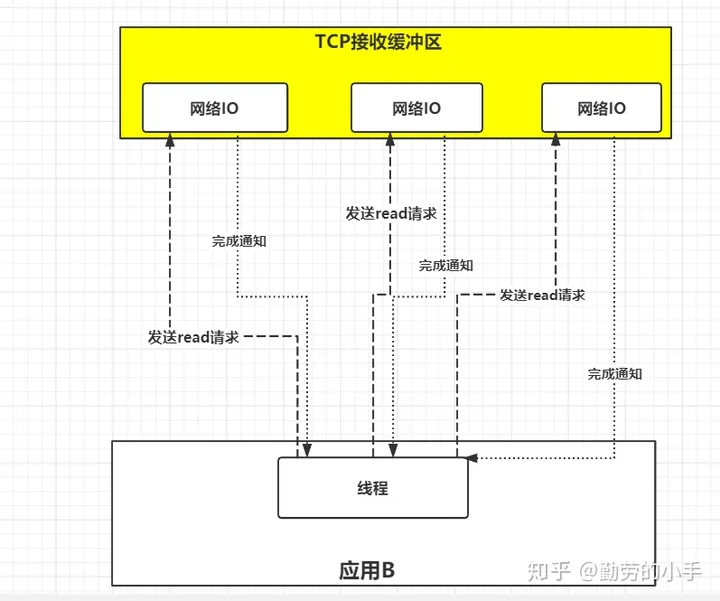 TCP接收缓冲区
网络IO
网络IO
网络IO
发送read请求
完成通知
完成通知
发送read请求
发送read请求
完成通知
线程
应用B
知乎 @勤劳的小手